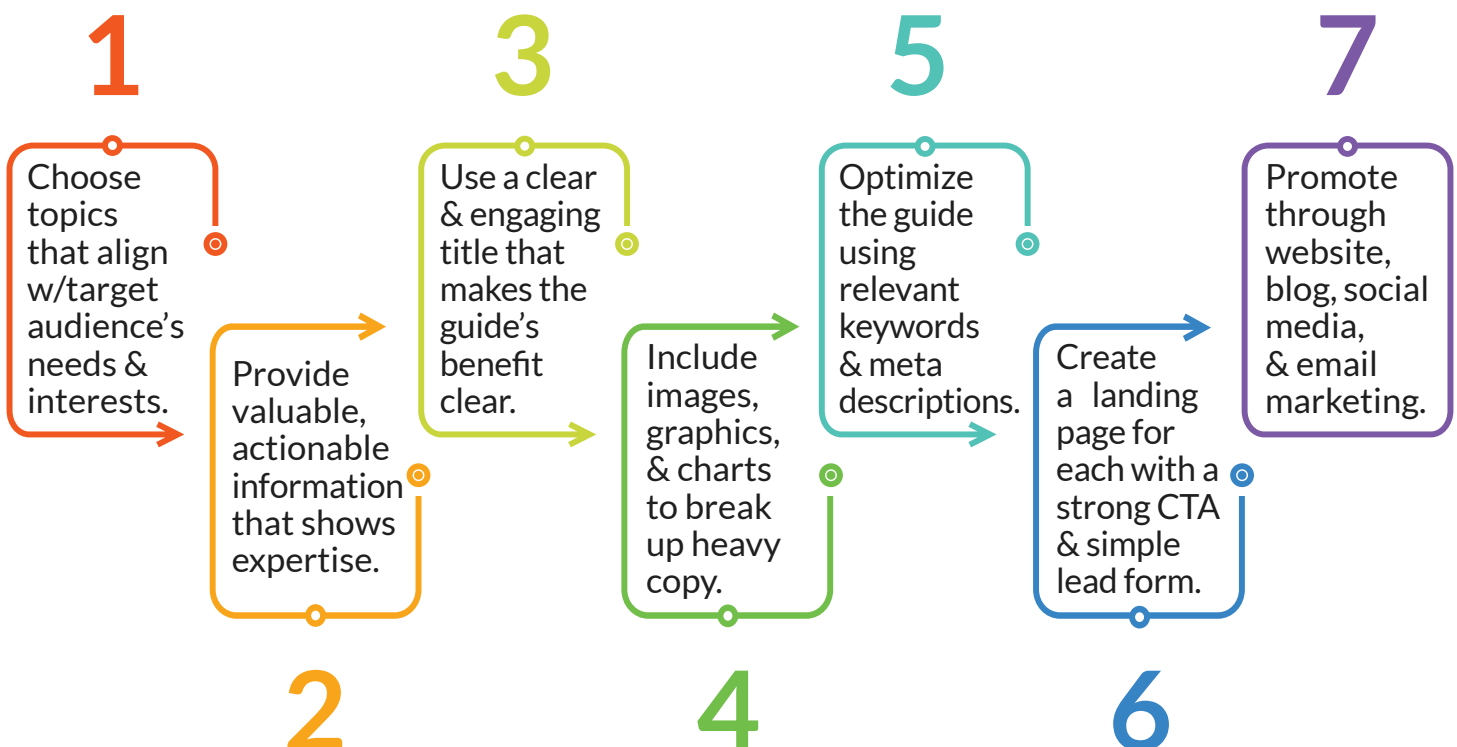 1
Choose
topics
that align
w/target
audience’s
needs &
interests.
2
Provide
valuable,
actionable
information
that shows
expertise.
3
Use a clear
& engaging
title that
makes the
guide’s
benefit
clear.
4
Include
images,
graphics,
& charts
to break
up heavy
copy.
5
Optimize
the guide
using
relevant
keywords
& meta
descriptions.
6
Create
a landing
page for
each with a
strong CTA
& simple
lead form.
7
Promote
through
website,
blog, social
media,
& email
marketing.